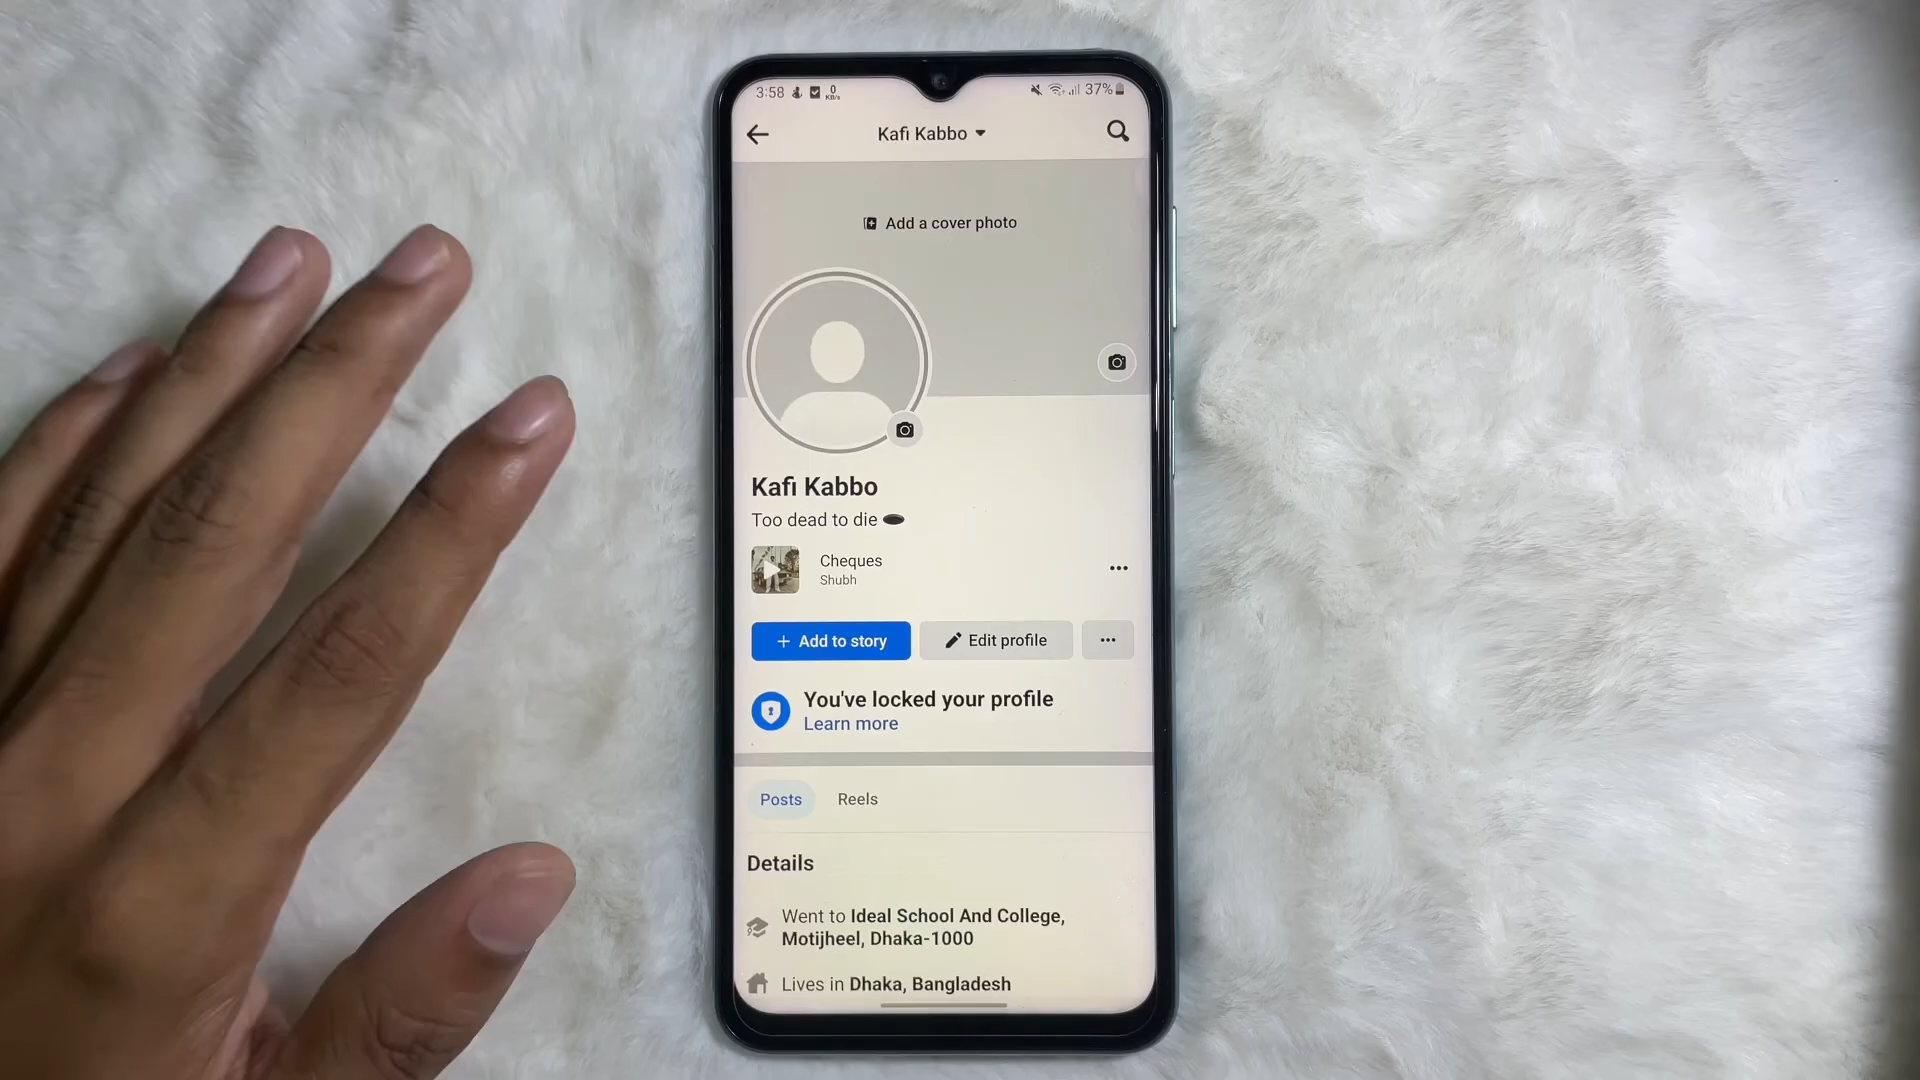 3:58 0 KB/s 37%
Kafi Kabbo
Add a cover photo
Kafi Kabbo
Too dead to die 🕳️
Cheques
Shubh
+ Add to story Edit profile
You've locked your profile
Learn more
Posts Reels
Details
Went to Ideal School And College,
Motijheel, Dhaka-1000
Lives in Dhaka, Bangladesh